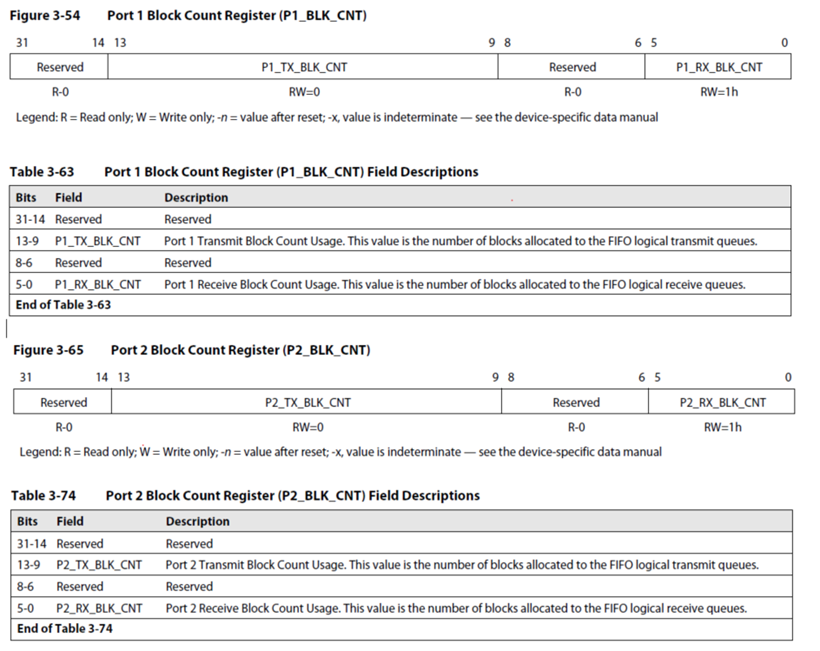 Figure 3-54 Port 1 Block Count Register (P1_BLK_CNT)
31 14 13 9 8 6 5 0
Reserved P1_TX_BLK_CNT Reserved P1_RX_BLK_CNT
R-0 RW=0 R-0 RW=1h
Legend: R = Read only; W = Write only; -n = value after reset; -x, value is indeterminate — see the device-specific data manual
Table 3-63 Port 1 Block Count Register (P1_BLK_CNT) Field Descriptions
Bits Field Description
31-14 Reserved Reserved
13-9 P1_TX_BLK_CNT Port 1 Transmit Block Count Usage. This value is the number of blocks allocated to the FIFO logical transmit queues.
8-6 Reserved Reserved
5-0 P1_RX_BLK_CNT Port 1 Receive Block Count Usage. This value is the number of blocks allocated to the FIFO logical receive queues.
End of Table 3-63
Figure 3-65 Port 2 Block Count Register (P2_BLK_CNT)
31 14 13 9 8 6 5 0
Reserved P2_TX_BLK_CNT Reserved P2_RX_BLK_CNT
R-0 RW=0 R-0 RW=1h
Legend: R = Read only; W = Write only; -n = value after reset; -x, value is indeterminate — see the device-specific data manual
Table 3-74 Port 2 Block Count Register (P2_BLK_CNT) Field Descriptions
Bits Field Description
31-14 Reserved Reserved
13-9 P2_TX_BLK_CNT Port 2 Transmit Block Count Usage. This value is the number of blocks allocated to the FIFO logical transmit queues.
8-6 Reserved Reserved
5-0 P2_RX_BLK_CNT Port 2 Receive Block Count Usage. This value is the number of blocks allocated to the FIFO logical receive queues.
End of Table 3-74